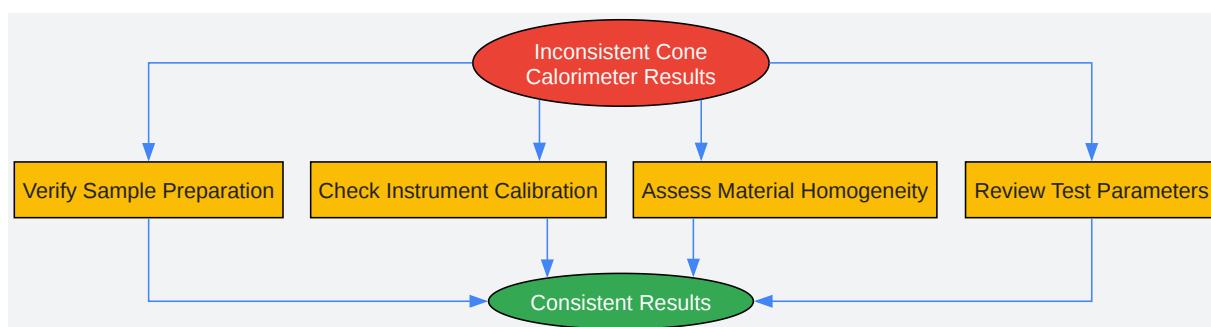 Inconsistent Cone
Calorimeter Results
Verify Sample Preparation
Check Instrument Calibration
Assess Material Homogeneity
Review Test Parameters
Consistent Results